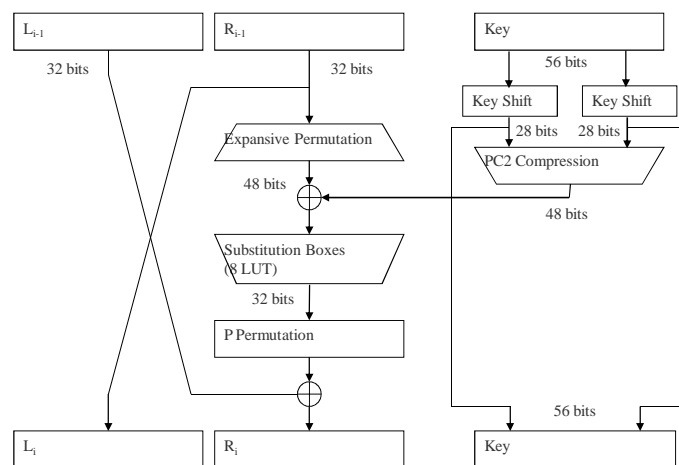 L_{i-1}
R_{i-1}
Key
32 bits
32 bits
56 bits
Key Shift
Key Shift
28 bits
28 bits
Expansive Permutation
PC2 Compression
48 bits
48 bits
Substitution Boxes
(8 LUT)
32 bits
P Permutation
56 bits
L_i
R_i
Key